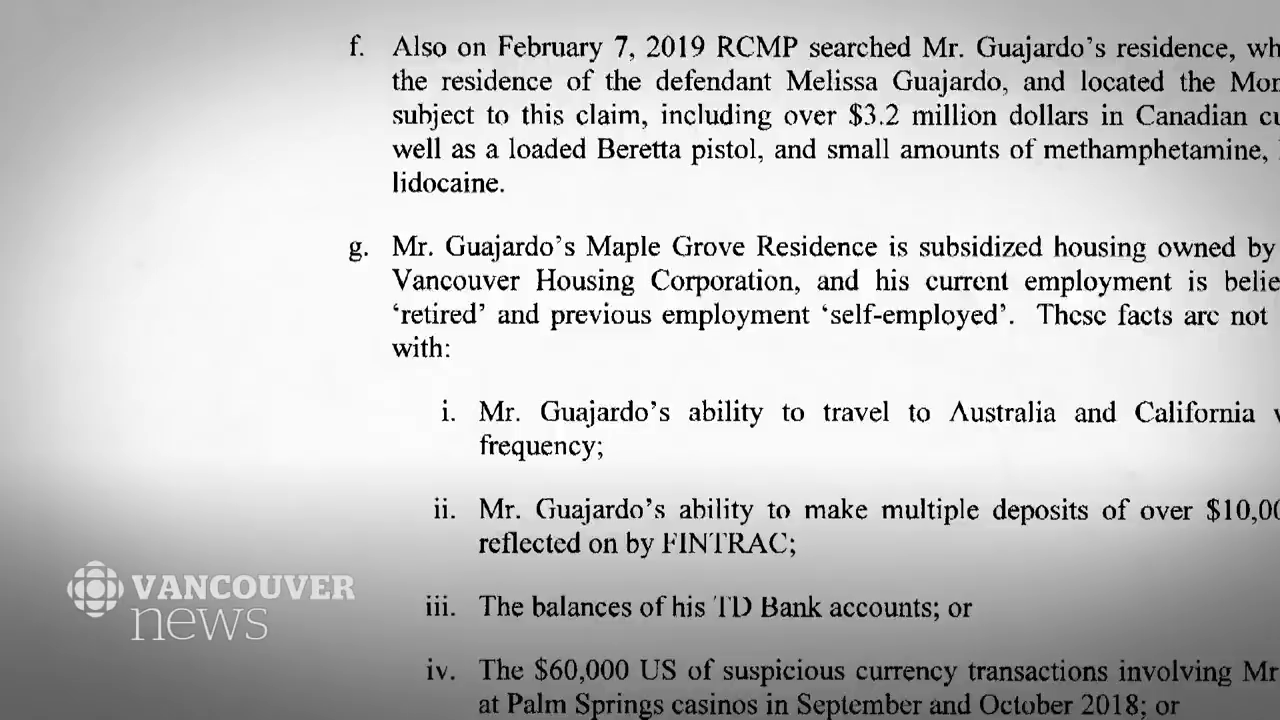 f. Also on February 7, 2019 RCMP searched Mr. Guajardo's residence,
the residence of the defendant Melissa Guajardo, and located the
subject to this claim, including over $3.2 million dollars in Canadian
well as a loaded Beretta pistol, and small amounts of methamphetamine,
lidocaine.
g. Mr. Guajardo's Maple Grove Residence is subsidized housing owned by
Vancouver Housing Corporation, and his current employment is
‘retired’ and previous employment ‘self-employed’. These facts are not
with:
i. Mr. Guajardo's ability to travel to Australia and California
frequency;
ii. Mr. Guajardo's ability to make multiple deposits of over
reflected on by FINTRAC;
iii. The balances of his TD Bank accounts; or
iv. The $60,000 US of suspicious currency transactions involving Mr
at Palm Springs casinos in September and October 2018; or
VANCOUVER
news